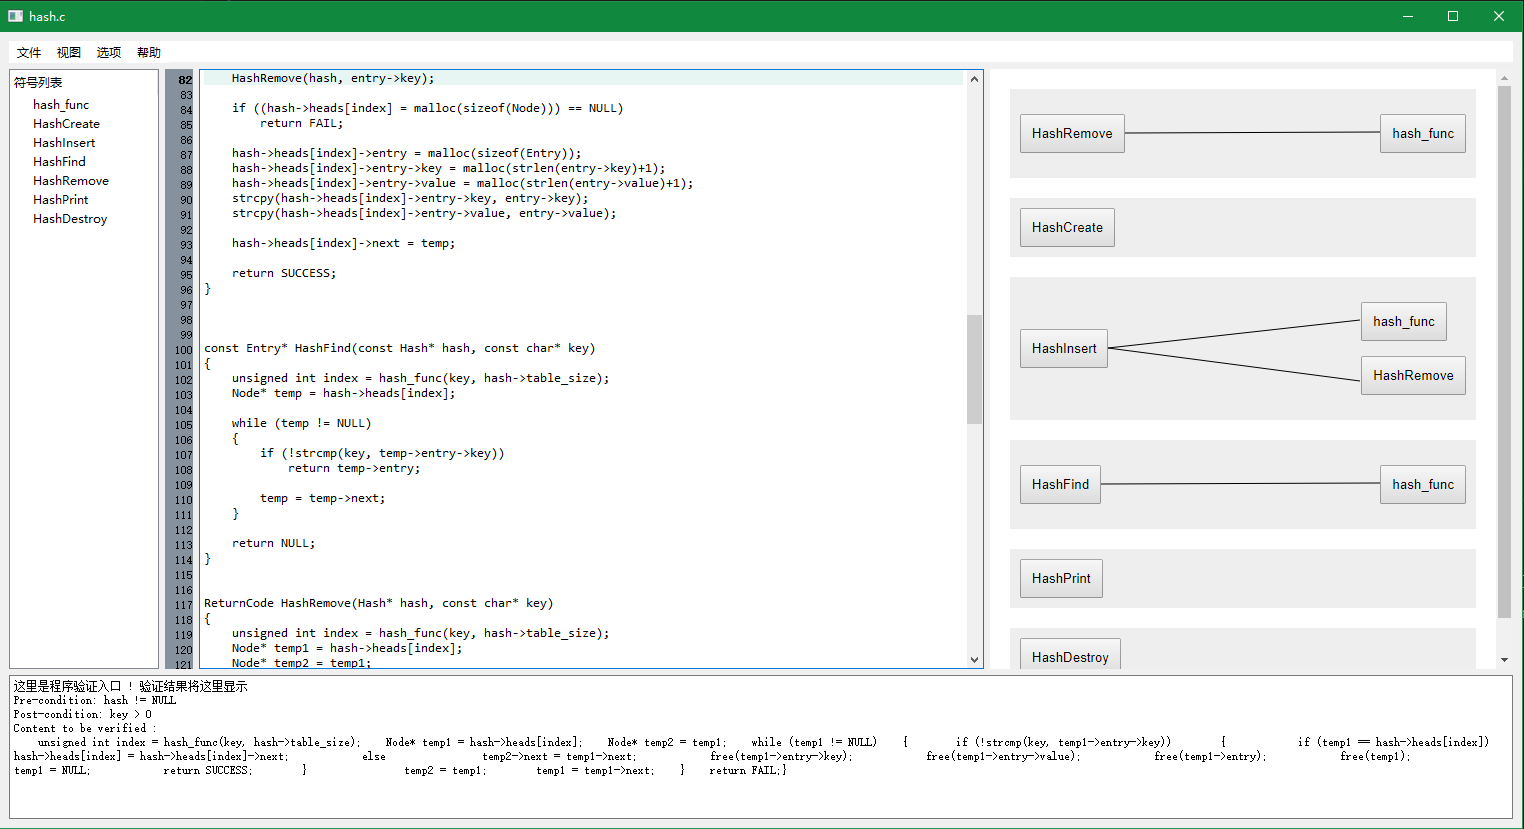 hash.c
文件 视图 选项 帮助
符号列表
hash_func
HashCreate
HashInsert
HashFind
HashRemove
HashPrint
HashDestroy
82     HashRemove(hash, entry->key);
83
84     if ((hash->heads[index] = malloc(sizeof(Node))) == NULL)
85         return FAIL;
86
87     hash->heads[index]->entry = malloc(sizeof(Entry));
88     hash->heads[index]->entry->key = malloc(strlen(entry->key)+1);
89     hash->heads[index]->entry->value = malloc(strlen(entry->value)+1);
90     strcpy(hash->heads[index]->entry->key, entry->key);
91     strcpy(hash->heads[index]->entry->value, entry->value);
92
93     hash->heads[index]->next = temp;
94
95     return SUCCESS;
96 }
97
98
99
100 const Entry* HashFind(const Hash* hash, const char* key)
101 {
102     unsigned int index = hash_func(key, hash->table_size);
103     Node* temp = hash->heads[index];
104
105     while (temp != NULL)
106     {
107         if (!strcmp(key, temp->entry->key))
108             return temp->entry;
109
110         temp = temp->next;
111     }
112
113     return NULL;
114 }
115
116
117 ReturnCode HashRemove(Hash* hash, const char* key)
118 {
119     unsigned int index = hash_func(key, hash->table_size);
120     Node* temp1 = hash->heads[index];
121     Node* temp2 = temp1;
HashRemove hash_func
HashCreate
HashInsert hash_func
HashRemove
HashFind hash_func
HashPrint
HashDestroy
这里是程序验证入口 ! 验证结果将这里显示
Pre-condition: hash != NULL
Post-condition: key > 0
Content to be verified :
unsigned int index = hash_func(key, hash->table_size); Node* temp1 = hash->heads[index]; Node* temp2 = temp1; while (temp1 != NULL) { if (!strcmp(key, temp1->entry->key)) { if (temp1 == hash->heads[index])
hash->heads[index] = hash->heads[index]->next; else temp2->next = temp1->next; free(temp1->entry->key); free(temp1->entry->value); free(temp1->entry); free(temp1);
temp1 = NULL; return SUCCESS; } temp2 = temp1; temp1 = temp1->next; } return FAIL;}